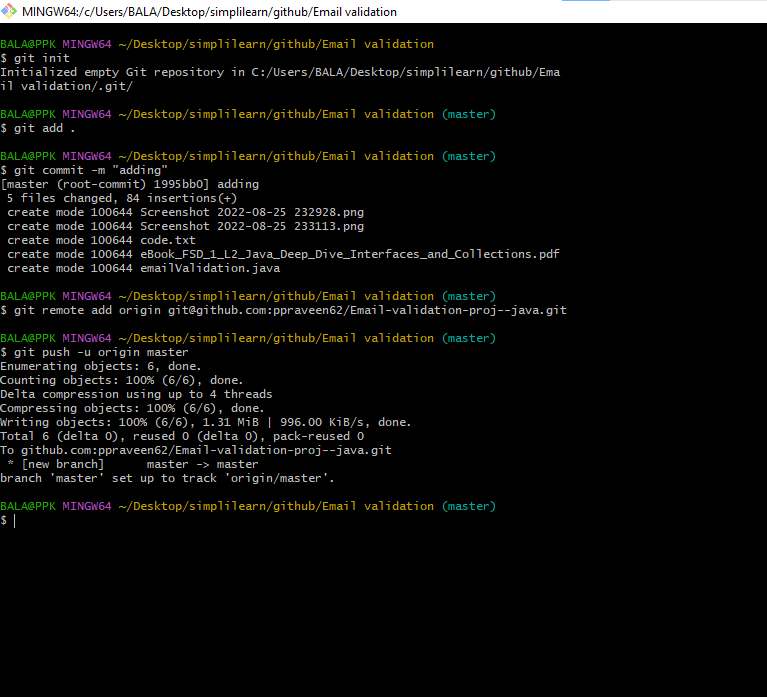 MINGW64:/c/Users/BALA/Desktop/simplilearn/github/Email validation
BALA@PPK MINGW64 ~/Desktop/simplilearn/github/Email validation
$ git init
Initialized empty Git repository in C:/Users/BALA/Desktop/simplilearn/github/Ema
il validation/.git/
BALA@PPK MINGW64 ~/Desktop/simplilearn/github/Email validation (master)
$ git add .
BALA@PPK MINGW64 ~/Desktop/simplilearn/github/Email validation (master)
$ git commit -m "adding"
[master (root-commit) 1995bb0] adding
 5 files changed, 84 insertions(+)
 create mode 100644 Screenshot 2022-08-25 232928.png
 create mode 100644 Screenshot 2022-08-25 233113.png
 create mode 100644 code.txt
 create mode 100644 eBook_FSD_1_L2_Java_Deep_Dive_Interfaces_and_Collections.pdf
 create mode 100644 emailValidation.java
BALA@PPK MINGW64 ~/Desktop/simplilearn/github/Email validation (master)
$ git remote add origin git@github.com:ppraveen62/Email-validation-proj--java.git
BALA@PPK MINGW64 ~/Desktop/simplilearn/github/Email validation (master)
$ git push -u origin master
Enumerating objects: 6, done.
Counting objects: 100% (6/6), done.
Delta compression using up to 4 threads
Compressing objects: 100% (6/6), done.
Writing objects: 100% (6/6), 1.31 MiB | 996.00 KiB/s, done.
Total 6 (delta 0), reused 0 (delta 0), pack-reused 0
To github.com:ppraveen62/Email-validation-proj--java.git
 * [new branch]      master -> master
branch 'master' set up to track 'origin/master'.
BALA@PPK MINGW64 ~/Desktop/simplilearn/github/Email validation (master)
$